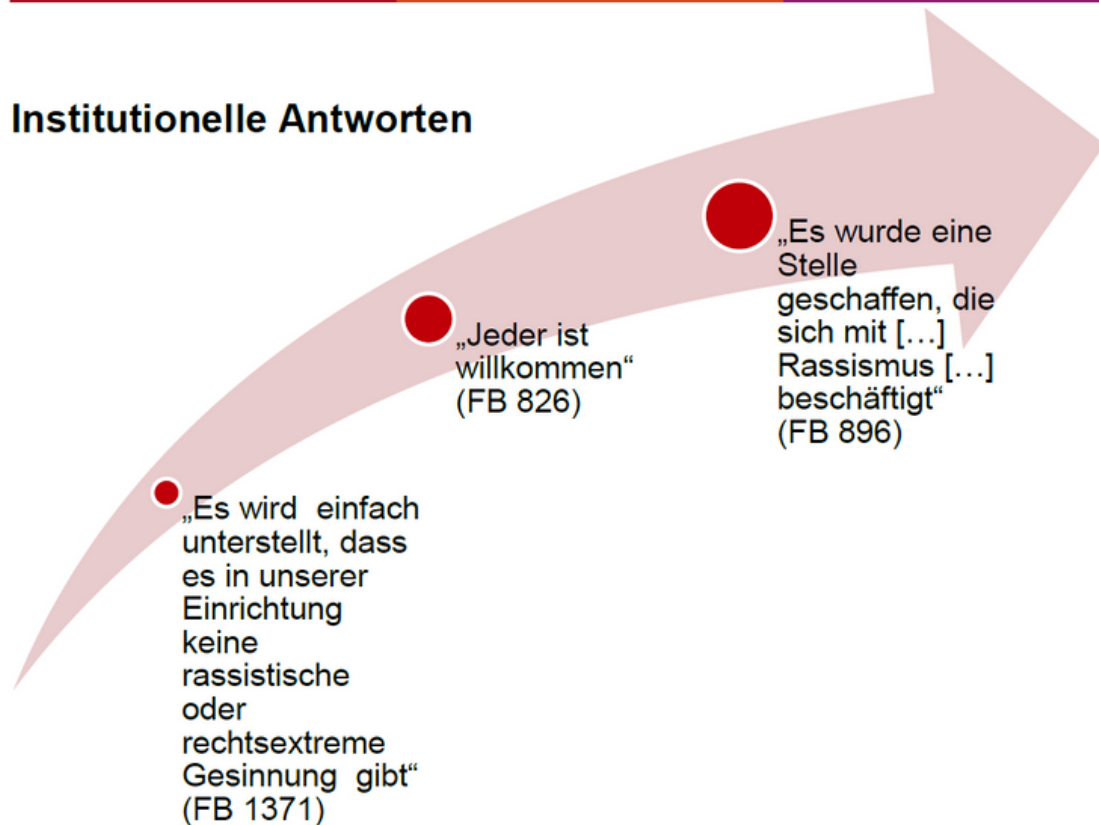 Institutionelle Antworten
„Es wird einfach
unterstellt, dass
es in unserer
Einrichtung
keine
rassistische
oder
rechtsextreme
Gesinnung gibt“
(FB 1371)
„Jeder ist
willkommen“
(FB 826)
„Es wurde eine
Stelle
geschaffen, die
sich mit […]
Rassismus […]
beschäftigt“
(FB 896)